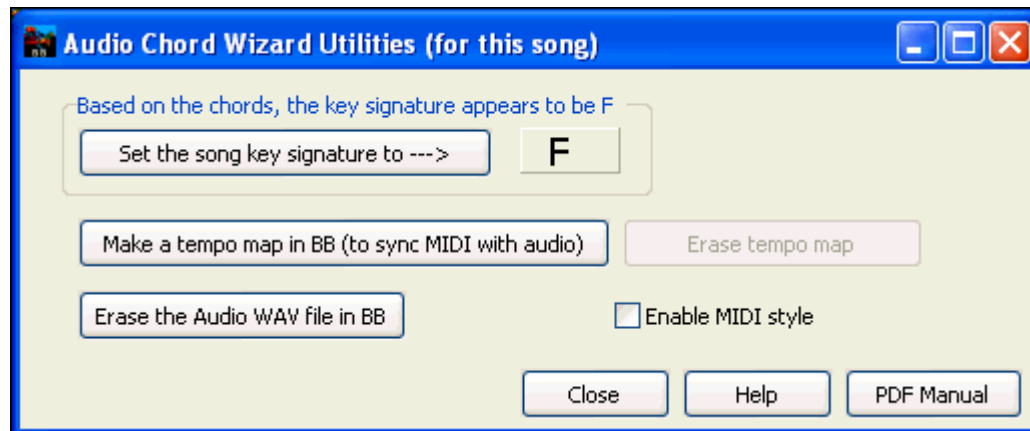 Audio Chord Wizard Utilities (for this song)
Based on the chords, the key signature appears to be F
Set the song key signature to --->
F
Make a tempo map in BB (to sync MIDI with audio)
Erase tempo map
Erase the Audio WAV file in BB
Enable MIDI style
Close
Help
PDF Manual